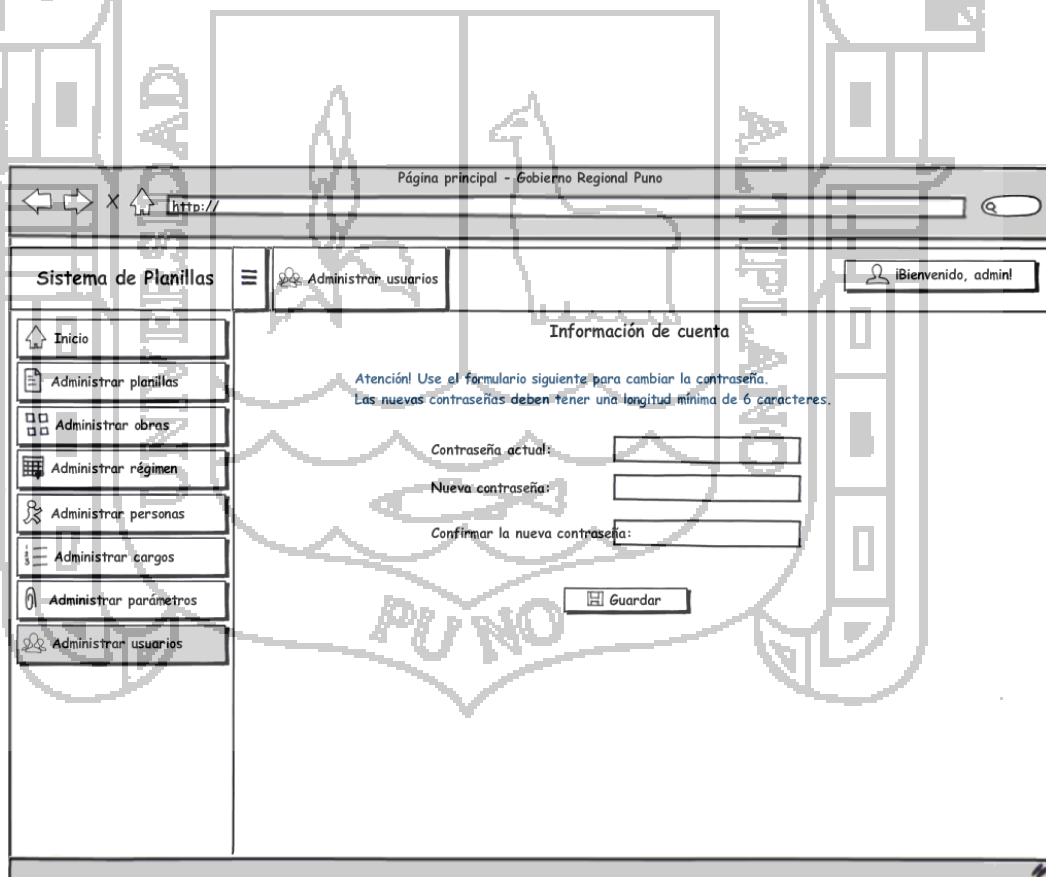 UNIVERSIDAD
ALTIPLANO
PUNO
Página principal - Gobierno Regional Puno
http://
Sistema de Planillas
Administrar usuarios
¡Bienvenido, admin!
Inicio
Administrar planillas
Administrar obras
Administrar régimen
Administrar personas
Administrar cargos
Administrar parámetros
Administrar usuarios
Información de cuenta
Atención! Use el formulario siguiente para cambiar la contraseña.
Las nuevas contraseñas deben tener una longitud mínima de 6 caracteres.
Contraseña actual:
Nueva contraseña:
Confirmar la nueva contraseña:
Guardar